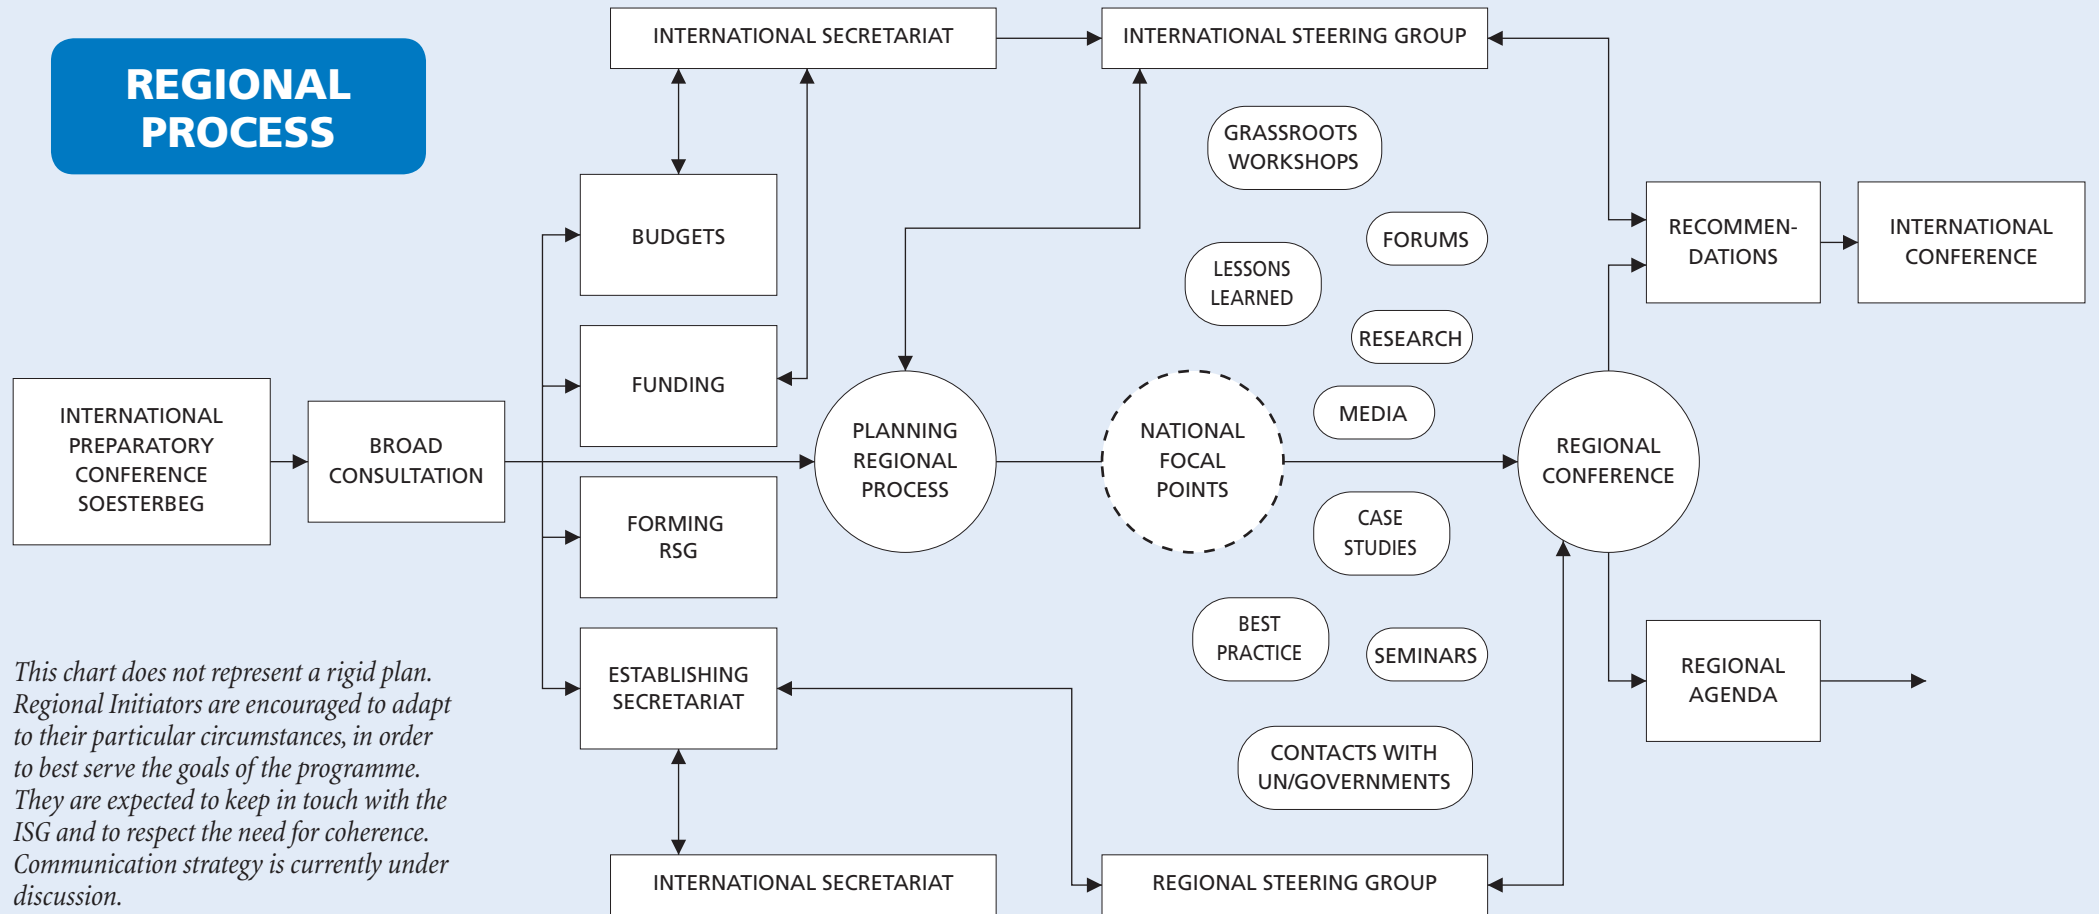 REGIONAL
PROCESS
INTERNATIONAL SECRETARIAT
INTERNATIONAL STEERING GROUP
GRASSROOTS
WORKSHOPS
BUDGETS
FORUMS
LESSONS
LEARNED
RECOMMEN-
DATIONS
INTERNATIONAL
CONFERENCE
FUNDING
RESEARCH
MEDIA
INTERNATIONAL
PREPARATORY
CONFERENCE
SOESTERBEG
BROAD
CONSULTATION
PLANNING
REGIONAL
PROCESS
NATIONAL
FOCAL
POINTS
REGIONAL
CONFERENCE
FORMING
RSG
CASE
STUDIES
BEST
PRACTICE
SEMINARS
ESTABLISHING
SECRETARIAT
REGIONAL
AGENDA
CONTACTS WITH
UN/GOVERNMENTS
This chart does not represent a rigid plan.
Regional Initiators are encouraged to adapt
to their particular circumstances, in order
to best serve the goals of the programme.
They are expected to keep in touch with the
ISG and to respect the need for coherence.
Communication strategy is currently under
discussion.
INTERNATIONAL SECRETARIAT
REGIONAL STEERING GROUP